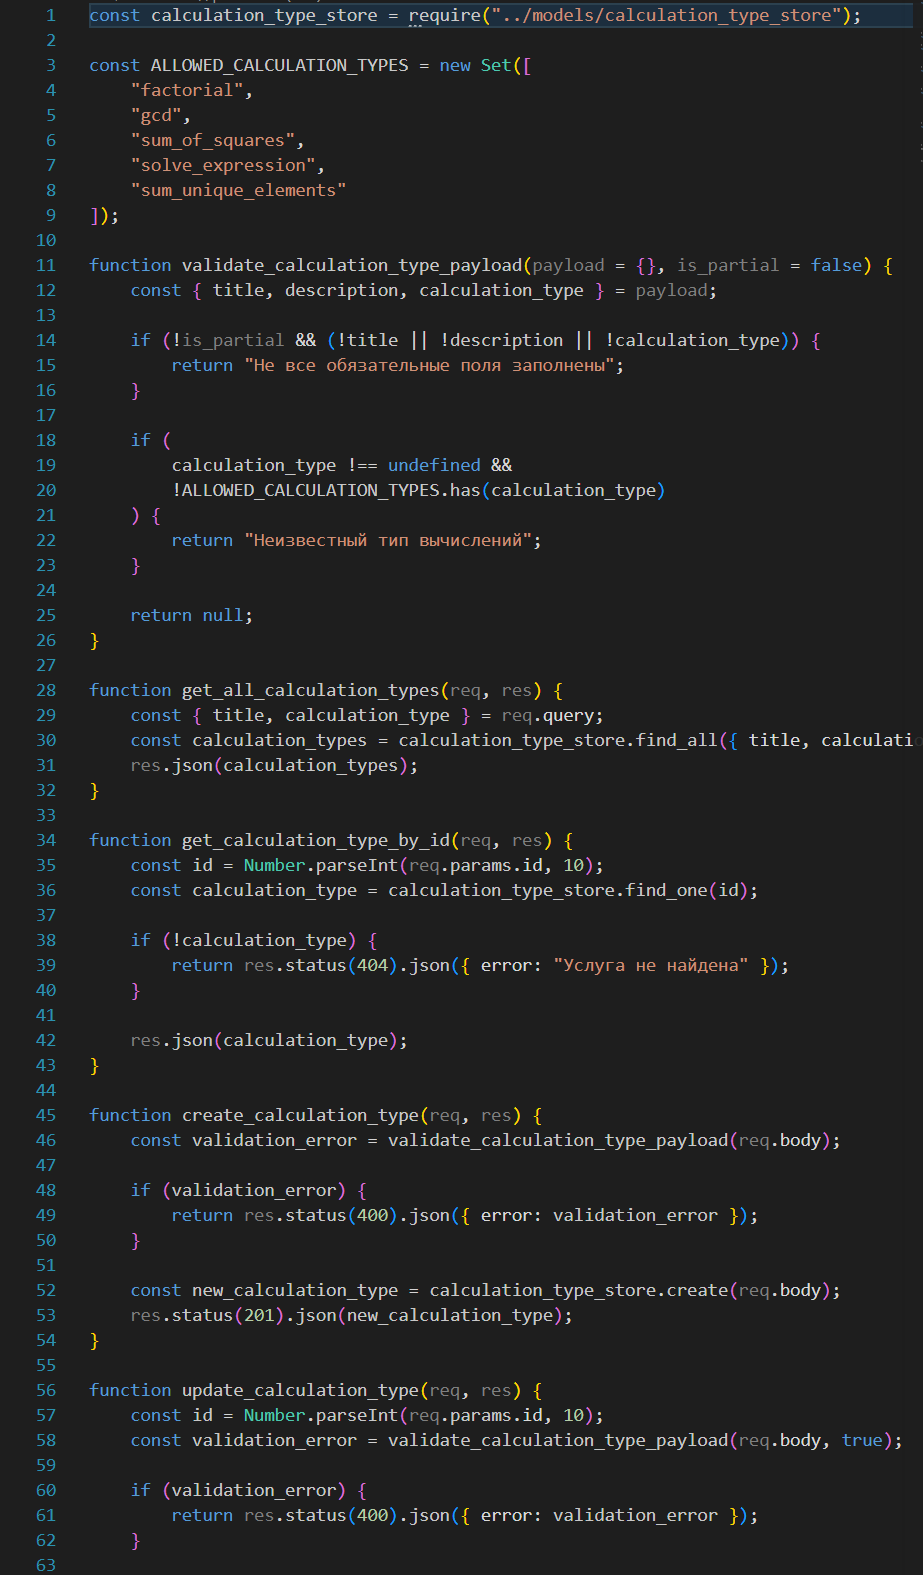 1 const calculation_type_store = require("../models/calculation_type_store");
2
3 const ALLOWED_CALCULATION_TYPES = new Set([
4     "factorial",
5     "gcd",
6     "sum_of_squares",
7     "solve_expression",
8     "sum_unique_elements"
9 ]);
10
11 function validate_calculation_type_payload(payload = {}, is_partial = false) {
12     const { title, description, calculation_type } = payload;
13
14     if (!is_partial && (!title || !description || !calculation_type)) {
15         return "Не все обязательные поля заполнены";
16     }
17
18     if (
19         calculation_type !== undefined &&
20         !ALLOWED_CALCULATION_TYPES.has(calculation_type)
21     ) {
22         return "Неизвестный тип вычислений";
23     }
24
25     return null;
26 }
27
28 function get_all_calculation_types(req, res) {
29     const { title, calculation_type } = req.query;
30     const calculation_types = calculation_type_store.find_all({ title, calculatio
31     res.json(calculation_types);
32 }
33
34 function get_calculation_type_by_id(req, res) {
35     const id = Number.parseInt(req.params.id, 10);
36     const calculation_type = calculation_type_store.find_one(id);
37
38     if (!calculation_type) {
39         return res.status(404).json({ error: "Услуга не найдена" });
40     }
41
42     res.json(calculation_type);
43 }
44
45 function create_calculation_type(req, res) {
46     const validation_error = validate_calculation_type_payload(req.body);
47
48     if (validation_error) {
49         return res.status(400).json({ error: validation_error });
50     }
51
52     const new_calculation_type = calculation_type_store.create(req.body);
53     res.status(201).json(new_calculation_type);
54 }
55
56 function update_calculation_type(req, res) {
57     const id = Number.parseInt(req.params.id, 10);
58     const validation_error = validate_calculation_type_payload(req.body, true);
59
60     if (validation_error) {
61         return res.status(400).json({ error: validation_error });
62     }
63